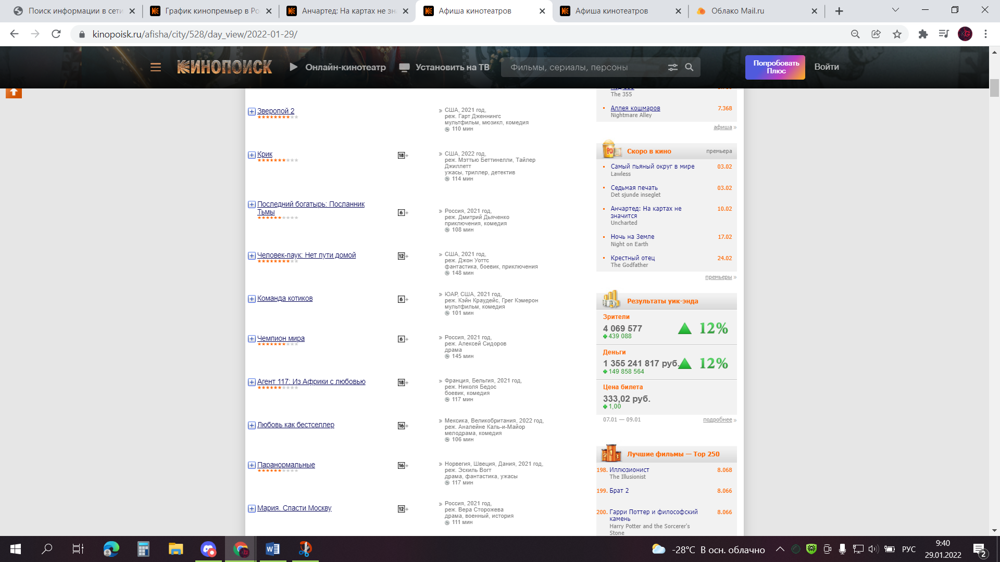 Поиск информации в сети
График кинопремьер в Ро
Анчартед: На картах не зн
Афиша кинотеатров
Афиша кинотеатров
Облако Mail.ru
kinopoisk.ru/afisha/city/528/day_view/2022-01-29/
КИНОПОИСК
Онлайн-кинотеатр
Установить на ТВ
Фильмы, сериалы, персоны
Попробовать
Плюс
Войти
Зверопой 2
США, 2021 год,
реж. Гарт Дженнингс
мультфильм, мюзикл, комедия
110 мин
Крик
18+
США, 2022 год,
реж. Мэттью Беттинелли, Тайлер
Джиллетт
ужасы, триллер, детектив
114 мин
Последний богатырь: Посланник
Тьмы
6+
Россия, 2021 год,
реж. Дмитрий Дьяченко
приключения, комедия
108 мин
Человек-паук: Нет пути домой
12+
США, 2021 год,
реж. Джон Уоттс
фантастика, боевик, приключения
148 мин
Команда котиков
6+
ЮАР, США, 2021 год,
реж. Кэйн Краудейс, Грег Кэмерон
мультфильм, комедия
101 мин
Чемпион мира
6+
Россия, 2021 год,
реж. Алексей Сидоров
драма
145 мин
Агент 117: Из Африки с любовью
18+
Франция, Бельгия, 2021 год,
реж. Николя Бедос
боевик, комедия
117 мин
Любовь как бестселлер
16+
Мексика, Великобритания, 2022 год,
реж. Аналейне Каль-и-Майор
мелодрама, комедия
106 мин
Паранормальные
16+
Норвегия, Швеция, Дания, 2021 год,
реж. Эскиль Вогт
драма, фантастика, ужасы
117 мин
Мария. Спасти Москву
12+
Россия, 2021 год,
реж. Вера Сторожева
драма, военный, история
111 мин
The 355
Аллея кошмаров 7.368
Nightmare Alley
афиша »
Скоро в кино премьера
Самый пьяный округ в мире 03.02
Lawless
Седьмая печать 03.02
Det sjunde inseglet
Анчартед: На картах не 10.02
значится
Uncharted
Ночь на Земле 17.02
Night on Earth
Крестный отец 24.02
The Godfather
премьеры »
Результаты уик-энда
Зрители
4 069 577 12%
439 088
Деньги
1 355 241 817 руб. 12%
149 858 564
Цена билета
333,02 руб.
1,00
07.01 — 09.01 подробнее »
Лучшие фильмы — Top 250
198. Иллюзионист 8.068
The Illusionist
199. Брат 2 8.066
200. Гарри Поттер и философский 8.066
камень
Harry Potter and the Sorcerer's
Stone
-28°C В осн. облачно
РУС
9:40
29.01.2022
2